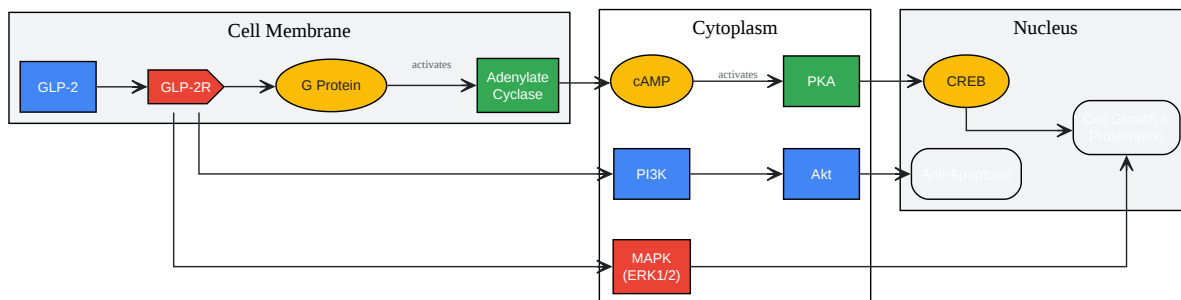 Cell Membrane
GLP-2
GLP-2R
G Protein
activates
Adenylate
Cyclase
Cytoplasm
cAMP
activates
PKA
PI3K
Akt
MAPK
(ERK1/2)
Nucleus
CREB
Cell Growth &
Proliferation
Anti-Apoptosis